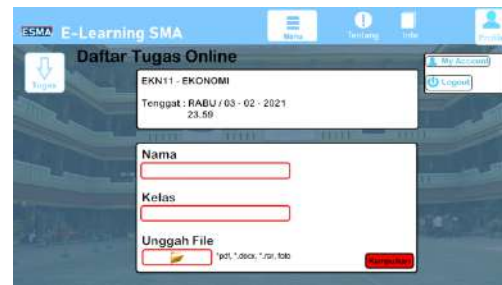 ESMA E-Learning SMA
Menu
Tentang
Info
Profile
Daftar Tugas Online
My Account
Logout
Tugas
EKN11 - EKONOMI
Tenggat : RABU / 03 - 02 - 2021
23.59
Nama
Kelas
Unggah File
*pdf, *.docx, *.rar, foto
Kumpulkan